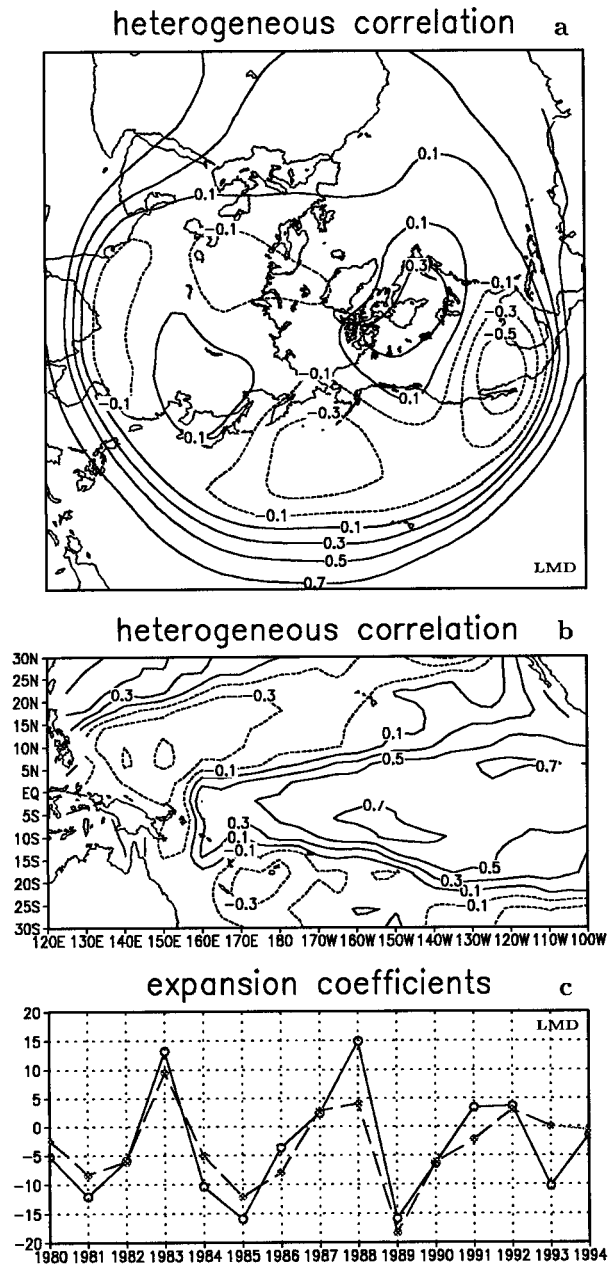 heterogeneous correlation a
0.1
0.1
-0.1
0.1
0.3
-0.1
-0.3
-0.5
-0.1
-0.1
-0.3
0.1
0.1
-0.1
0.1
0.3
0.5
0.7
LMD
heterogeneous correlation b
30N
25N
20N
15N
10N
5N
EQ
5S
10S
15S
20S
25S
30S
0.3
-0.3
0.1
0.1
0.5
0.7
0.7
0.3
0.1
-0.1
-0.3
0.5
0.3
0.1
-0.1
120E 130E 140E 150E 160E 170E 180 170W 160W 150W 140W 130W 120W 110W 100W
expansion coefficients c
LMD
20
15
10
5
0
-5
-10
-15
-20
1980 1981 1982 1983 1984 1985 1986 1987 1988 1989 1990 1991 1992 1993 1994